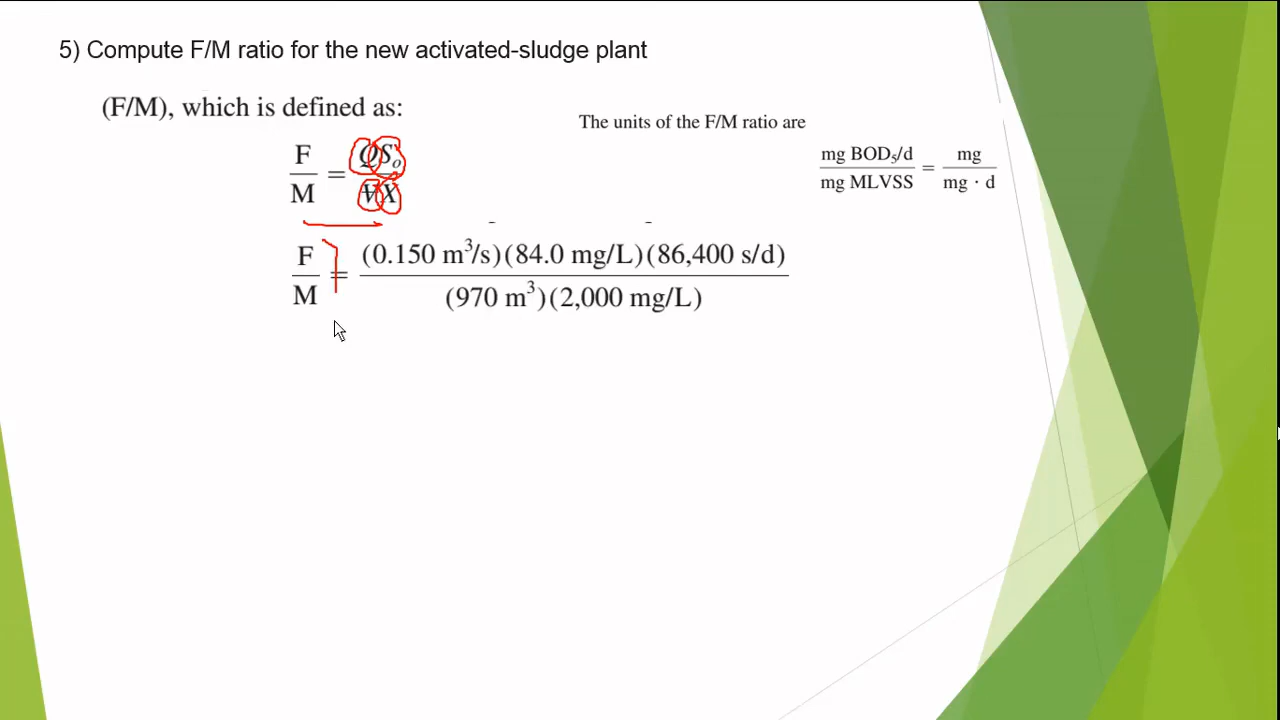 5) Compute F/M ratio for the new activated-sludge plant
(F/M), which is defined as:
The units of the F/M ratio are
F/M = QSₒ/VX
mg BOD₅/d / mg MLVSS = mg / mg · d
F/M = (0.150 m³/s)(84.0 mg/L)(86,400 s/d) / (970 m³)(2,000 mg/L)